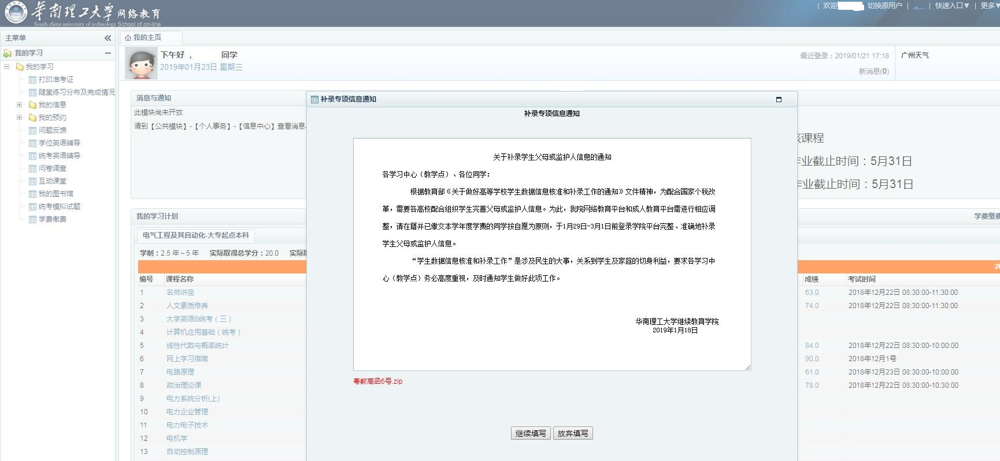 华南理工大学 网络教育
South china university of technology School of on-line
欢迎 切换原用户 | | 快速入口▼ | 更多▼
主菜单
我的学习
我的学习
打印准考证
随堂练习分布及完成情况
我的信息
我的预约
问题反馈
学位英语辅导
统考英语辅导
问卷调查
互动课堂
我的图书馆
统考模拟试题
学费缴费
我的主页
下午好 ， 同学
2019年01月23日 星期三
最近登录：2019/01/21 17:18
新消息(0)
广州天气
消息与通知
此模块尚未开放
请到【公共模块】-【个人事务】-【信息中心】查看消息
我的学习计划
电气工程及其自动化-大专起点本科
学制：2.5 年～5 年 实际取得总学分：20.0 实际
编号 课程名称
1 名师讲座
2 人文素质修养
3 大学英语B统考（三）
4 计算机应用基础（统考）
5 线性代数与概率统计
6 网上学习指南
7 电路原理
8 政治理论课
9 电力系统分析(上)
10 电力企业管理
11 电力电子技术
12 电机学
13 自动控制原理
补录专项信息通知
补录专项信息通知
关于补录学生父母或监护人信息的通知
各学习中心（教学点）、各位同学：
根据教育部《关于做好高等学校学生数据信息核准和补录工作的通知》文件精神，为配合国家个税改
革，需要各高校配合组织学生完善父母或监护人信息。为此，我院网络教育平台和成人教育平台需进行相应调
整，请在籍并已缴交本学年度学费的同学按自愿为原则，于1月29日-3月1日前登录学院平台完整、准确地补录
学生父母或监护人信息。
“学生数据信息核准和补录工作”是涉及民生的大事，关系到学生及家庭的切身利益，要求各学习中
心（教学点）务必高度重视，及时通知学生做好此项工作。
华南理工大学继续教育学院
2019年1月18日
粤教高函6号.zip
继续填写 放弃填写
课程
业截止时间：5月31日
业截止时间：5月31日
学费缴费
成绩 考试时间
63.0 2018年12月22日 08:30:00-11:30:00
74.0 2018年12月22日 08:30:00-11:30:00
84.0 2018年12月22日 08:30:00-10:00:00
90.0 2018年12月1号
61.0 2018年12月23日 08:30:00-10:00:00
78.0 2018年12月22日 08:30:00-10:30:00